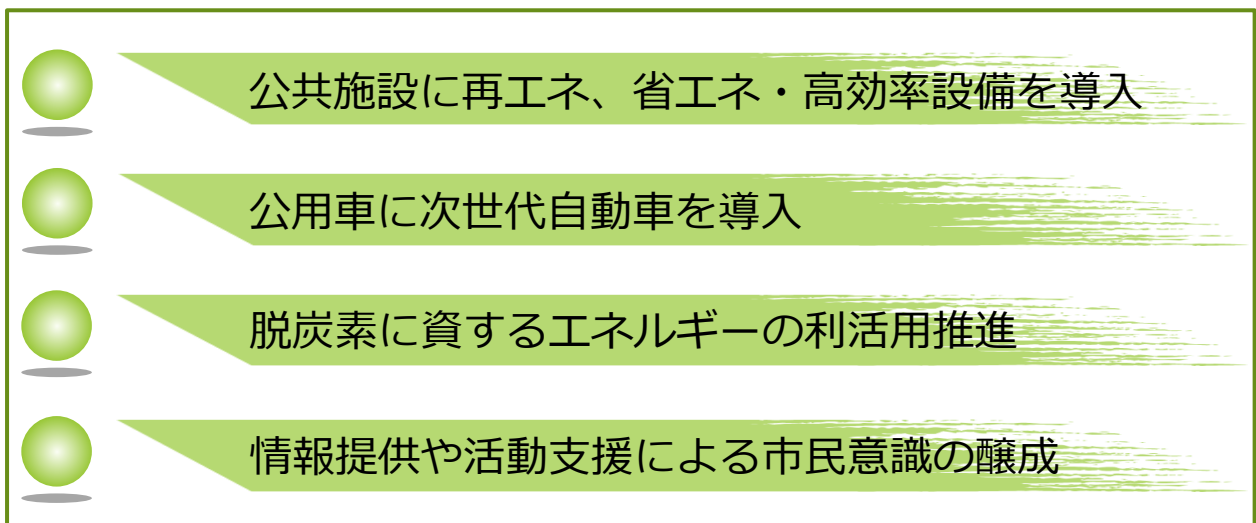 公共施設に再エネ、省エネ・高効率設備を導入
公用車に次世代自動車を導入
脱炭素に資するエネルギーの利活用推進
情報提供や活動支援による市民意識の醸成